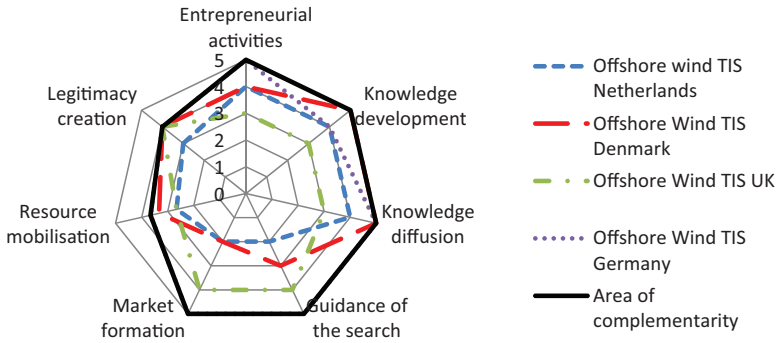 Entrepreneurial
activities
5
4
3
2
1
0
Knowledge
development
Knowledge
diffusion
Guidance of
the search
Market
formation
Resource
mobilisation
Legitimacy
creation
Offshore wind TIS
Netherlands
Offshore Wind TIS
Denmark
Offshore Wind TIS UK
Offshore Wind TIS
Germany
Area of
complementarity